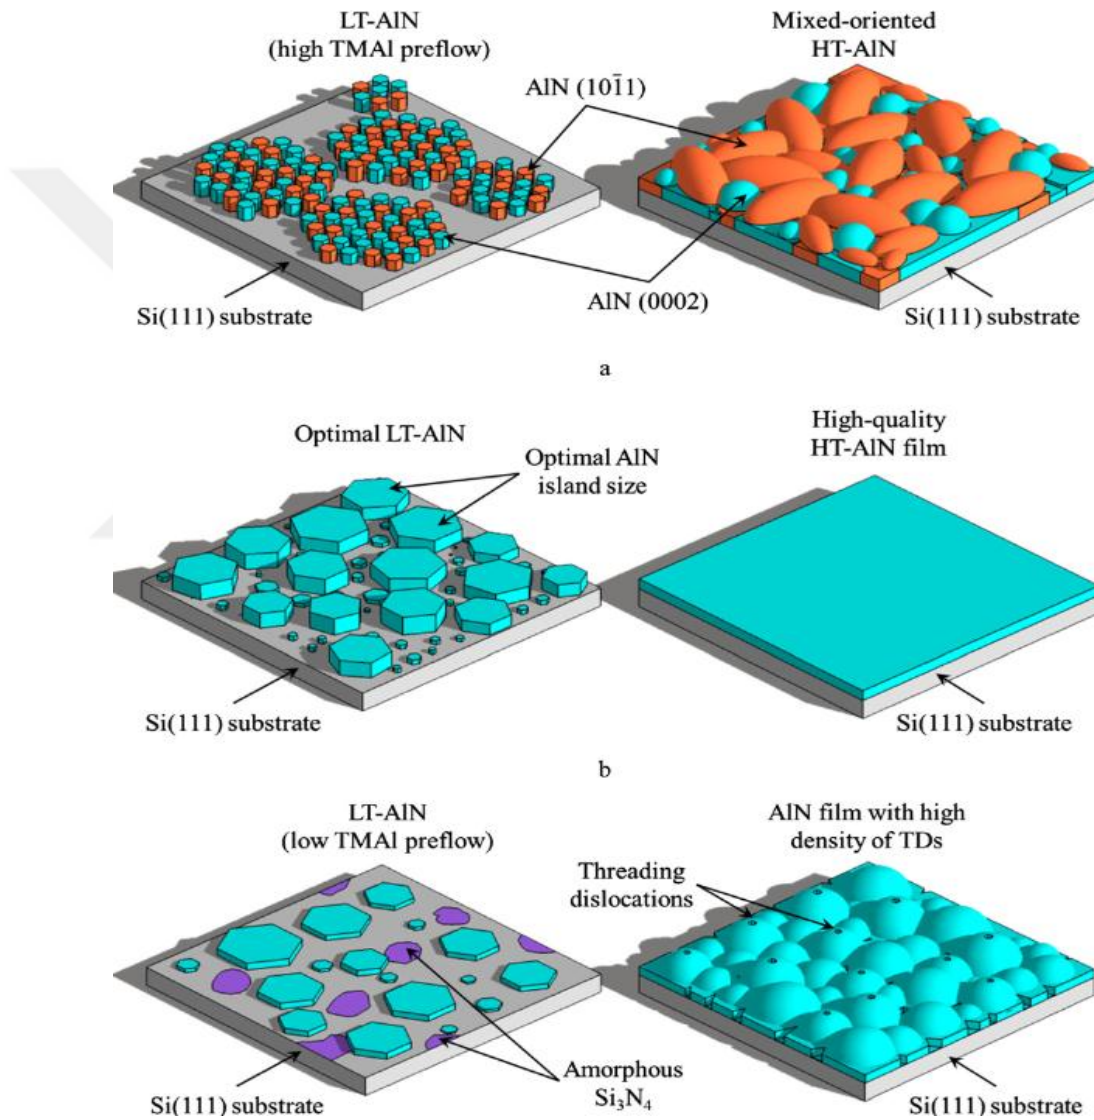 LT-AlN
(high TMAl preflow)
Mixed-oriented
HT-AlN
AlN (101̄1)
AlN (0002)
Si(111) substrate
Si(111) substrate
a
Optimal LT-AlN
Optimal AlN
island size
High-quality
HT-AlN film
Si(111) substrate
Si(111) substrate
b
LT-AlN
(low TMAl preflow)
AlN film with high
density of TDs
Threading
dislocations
Amorphous
Si₃N₄
Si(111) substrate
Si(111) substrate